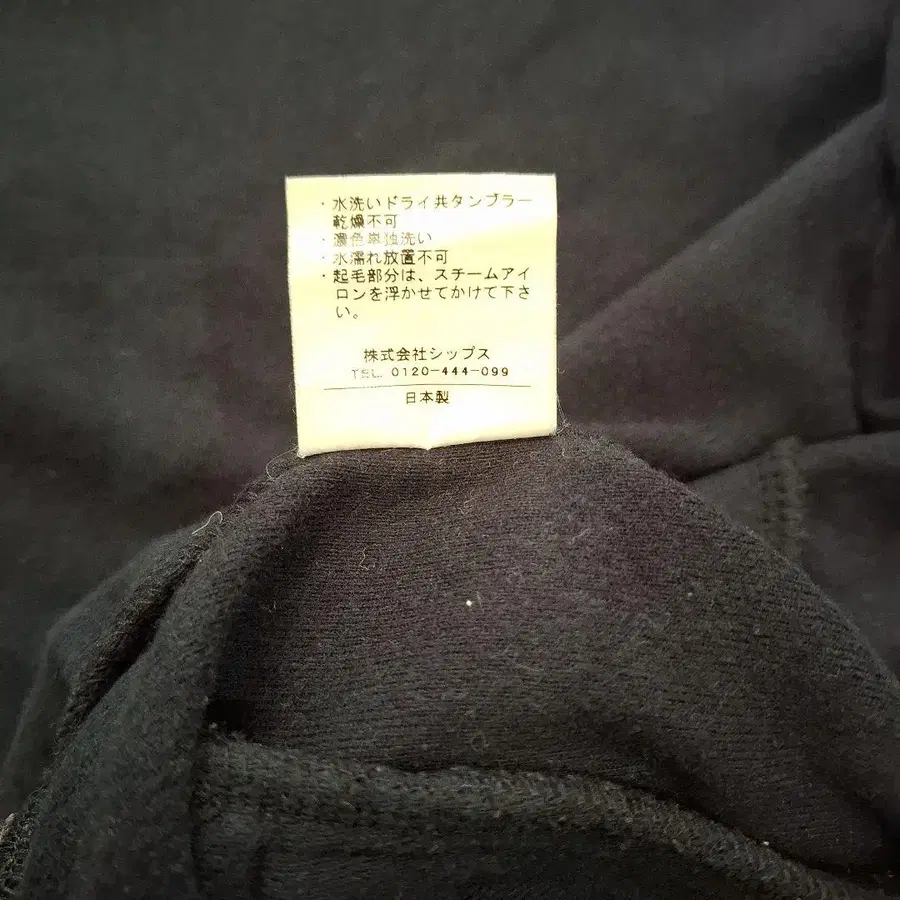 ・水洗いドライ共タンブラー
乾燥不可
・濃色単独洗い
・水濡れ放置不可
・起毛部分は、スチームアイ
ロンを浮かせてかけて下さ
い。
株式会社シップス
TEL. 0120-444-099
日本製